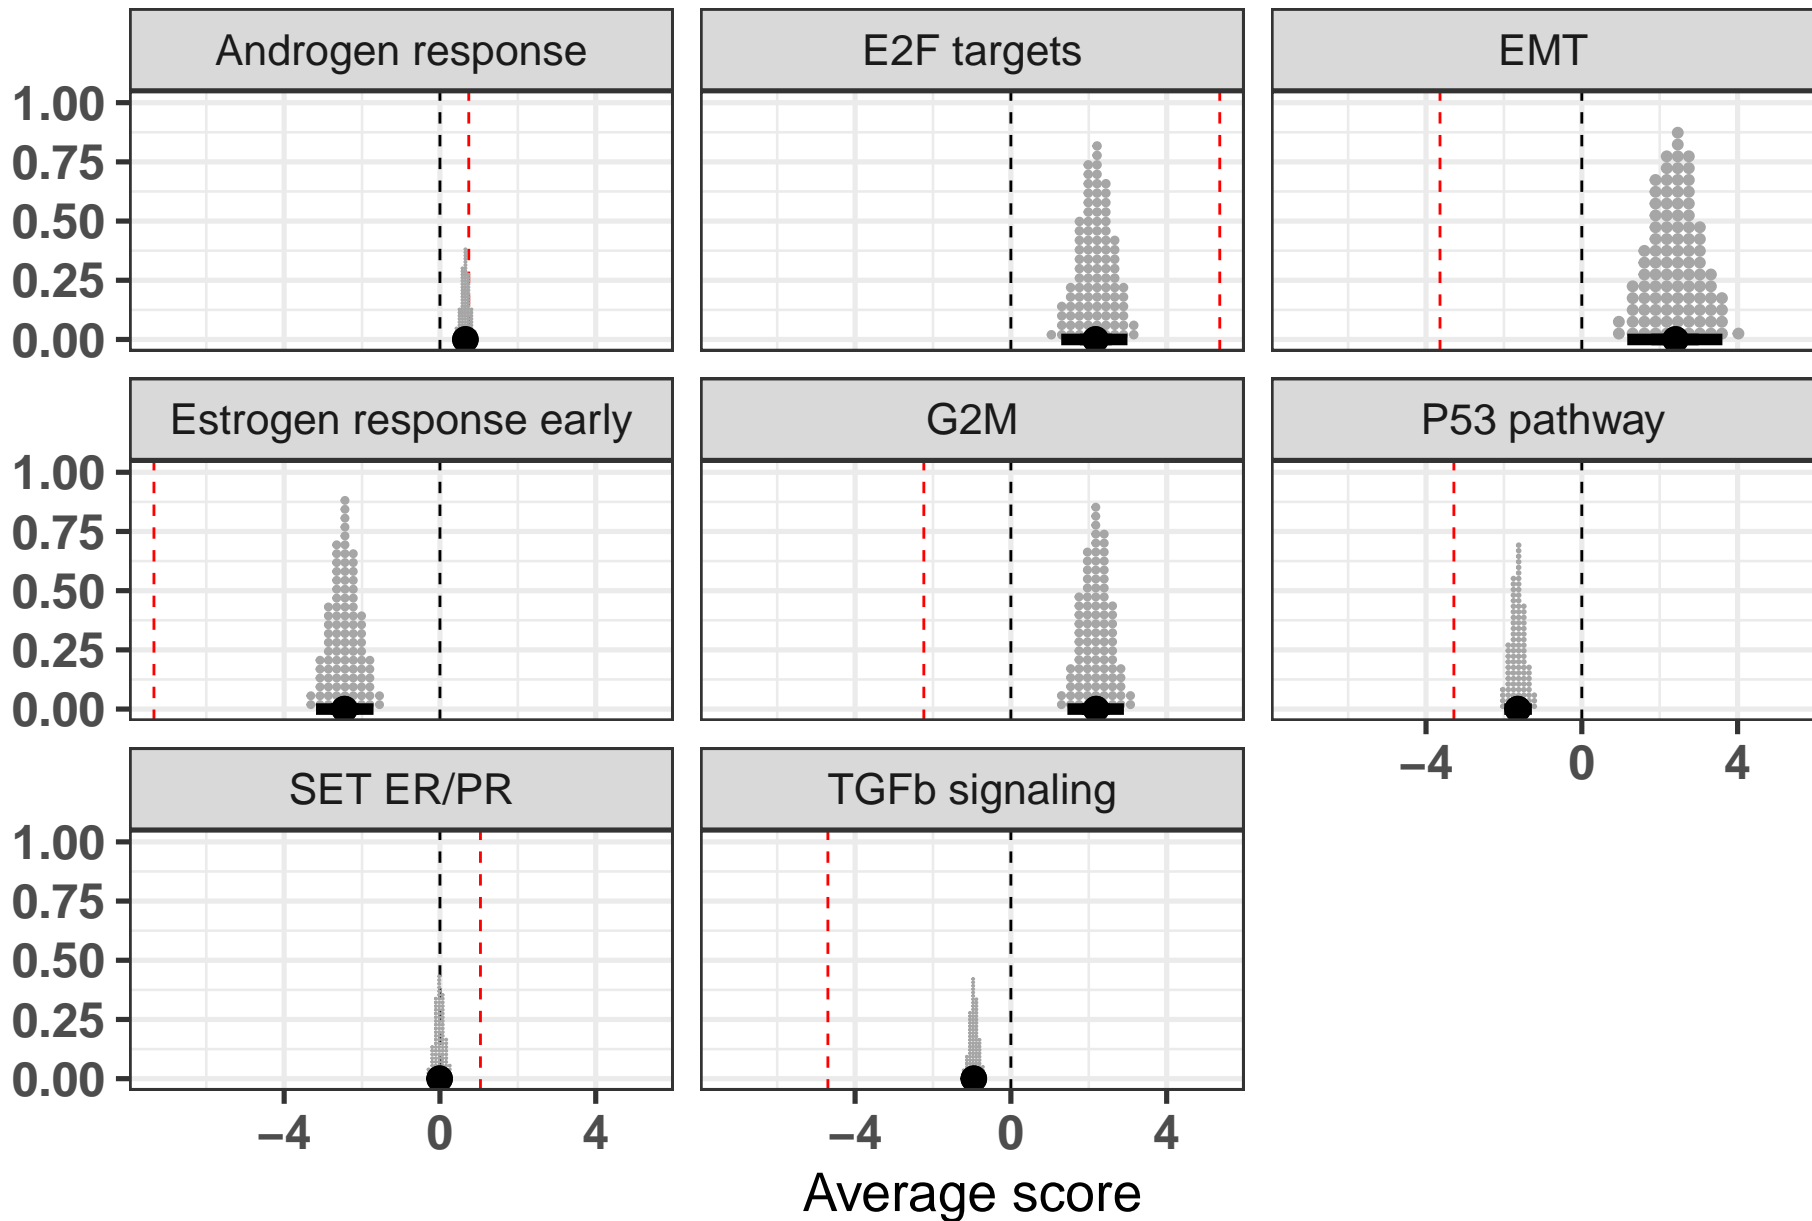 Androgen response E2F targets EMT
1.00
0.75
0.50
0.25
0.00
Estrogen response early G2M P53 pathway
1.00
0.75
0.50
0.25
0.00
−4 0 4
SET ER/PR TGFb signaling
1.00
0.75
0.50
0.25
0.00
−4 0 4 −4 0 4
Average score